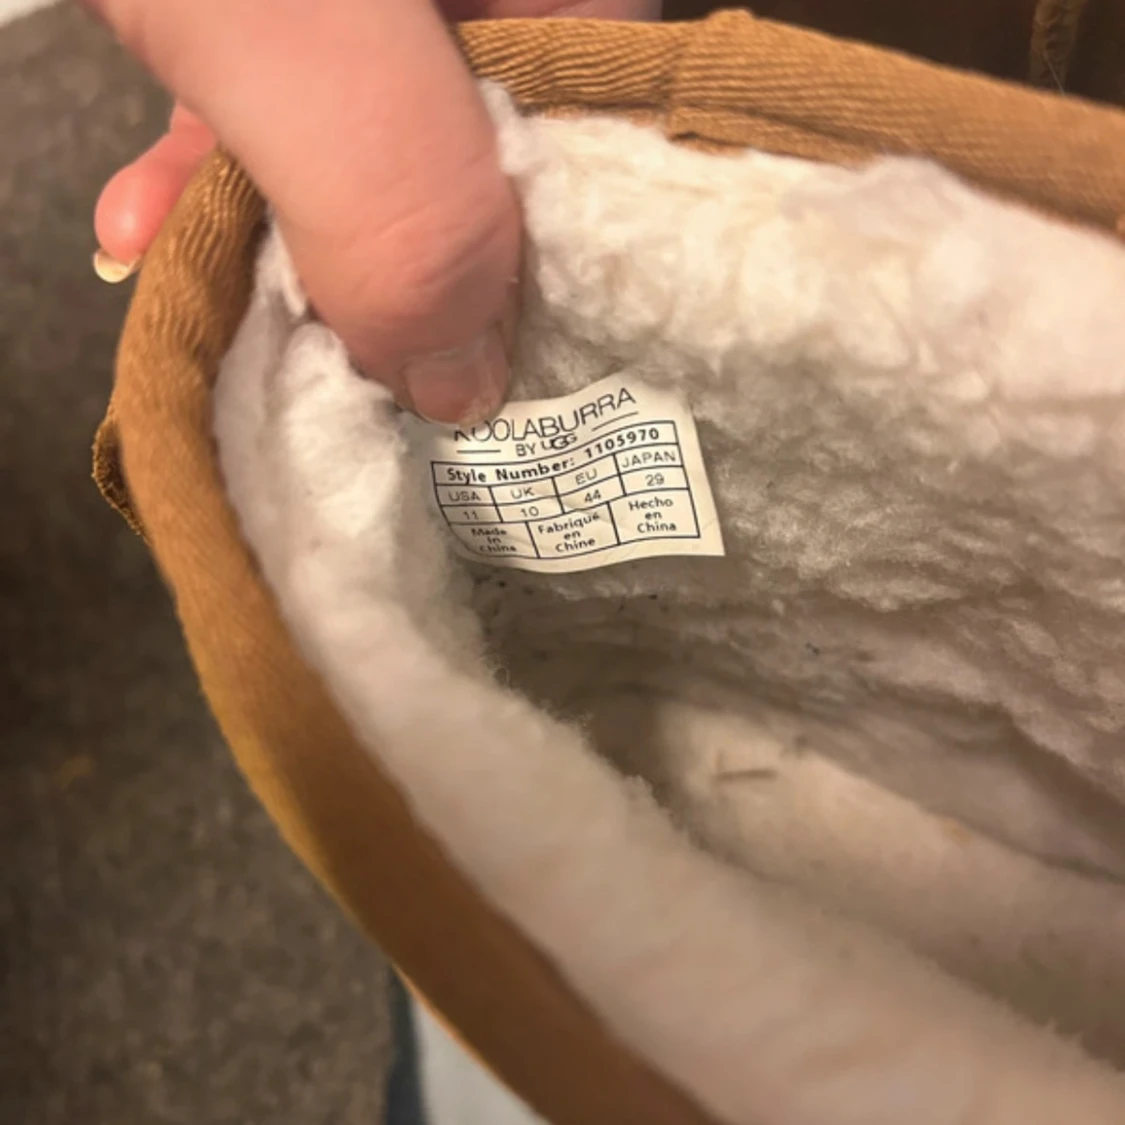 KOOLABURRA
BY UGG
Style Number: 1105970
USA UK EU JAPAN
11 10 44 29
Made in China
Fabriqué en Chine
Hecho en China